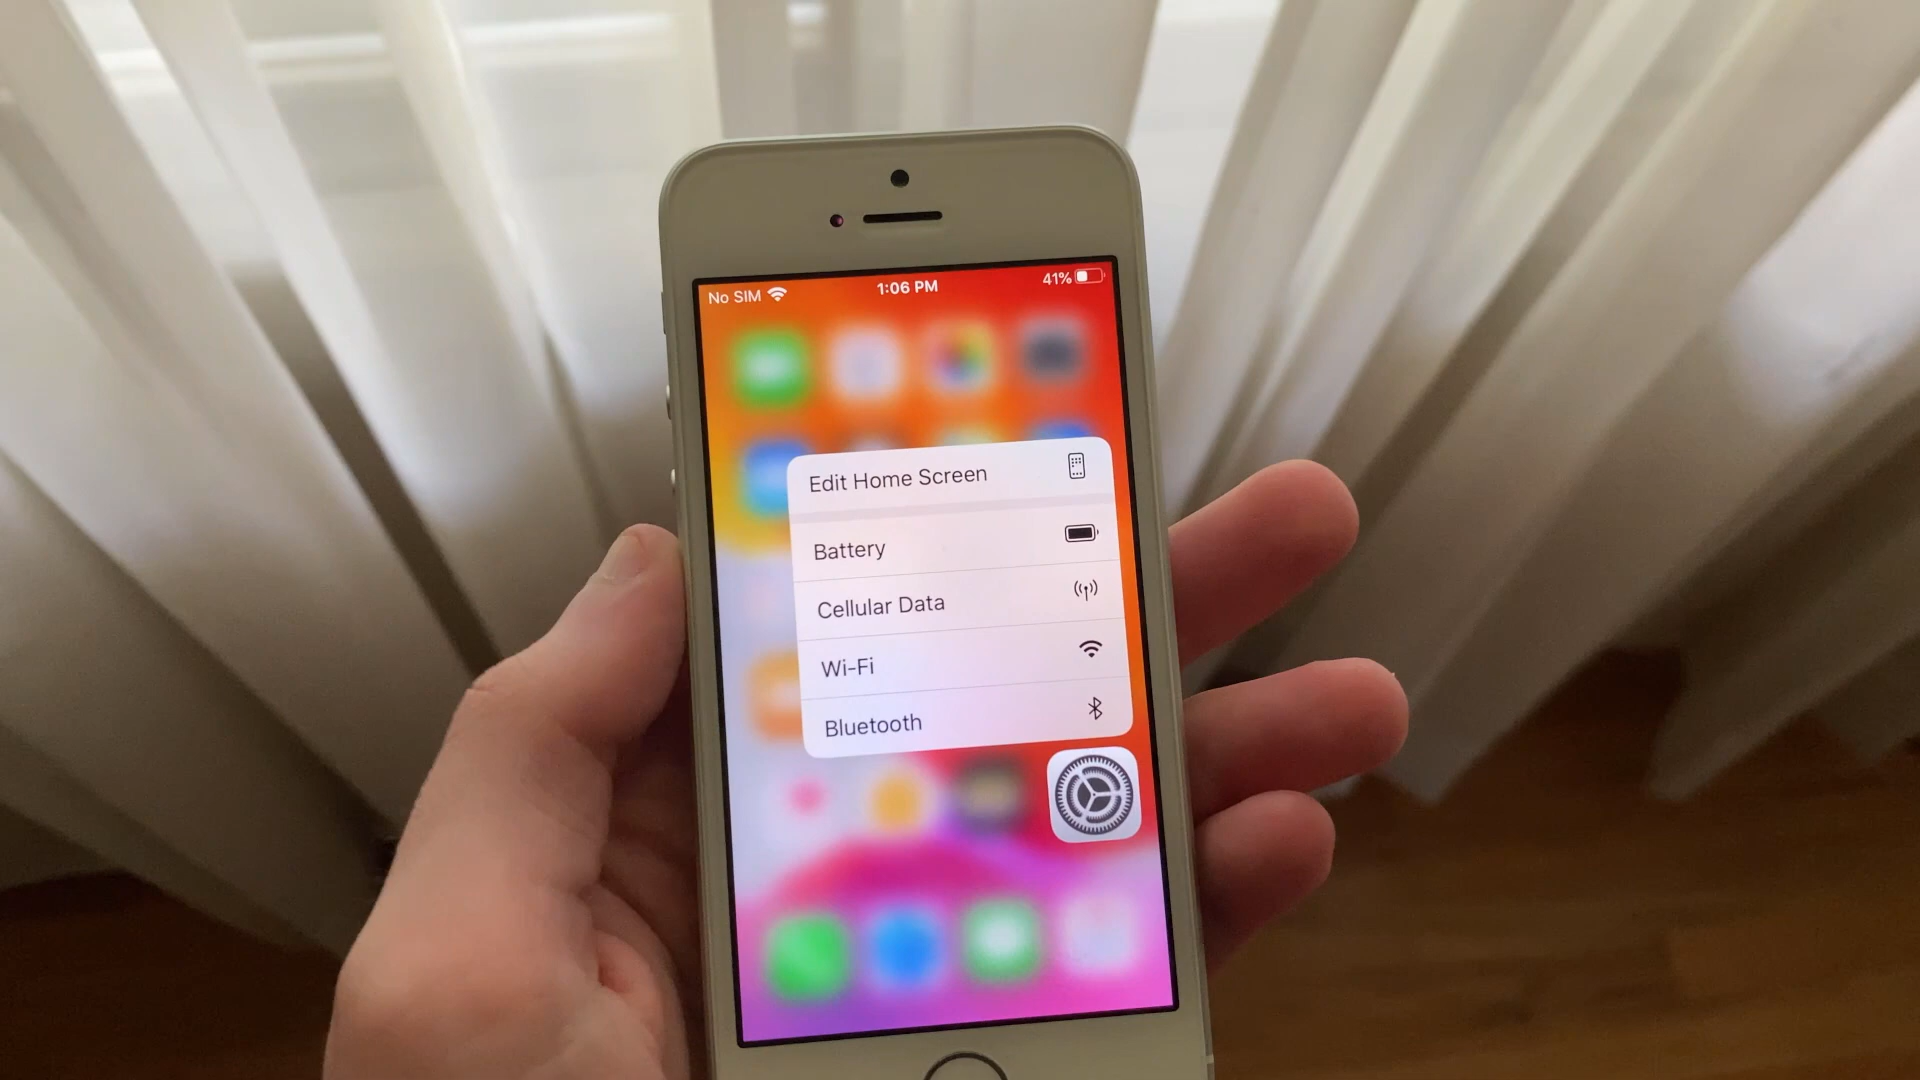 No SIM 1:06 PM 41%
Edit Home Screen
Battery
Cellular Data
Wi-Fi
Bluetooth